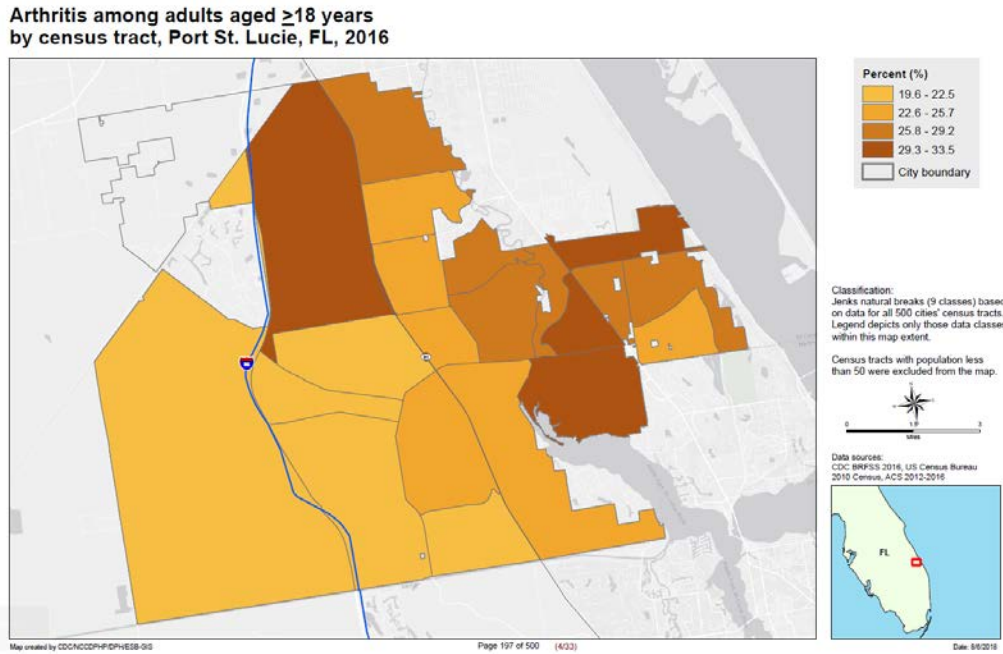 Arthritis among adults aged ≥18 years
by census tract, Port St. Lucie, FL, 2016
Percent (%)
19.6 - 22.5
22.6 - 25.7
25.8 - 29.2
29.3 - 33.5
City boundary
Classification:
Jenks natural breaks (9 classes) based
on data for all 500 cities' census tracts.
Legend depicts only those data classes
within this map extent.
Census tracts with population less
than 50 were excluded from the map.
0
3
Miles
Data sources:
CDC BRFSS 2016, US Census Bureau
2010 Census, ACS 2012-2016
FL
Map created by CDC/NCCDPHP/DPH/ESB-GIS
Page 197 of 500
(4/33)
Date: 9/6/2018